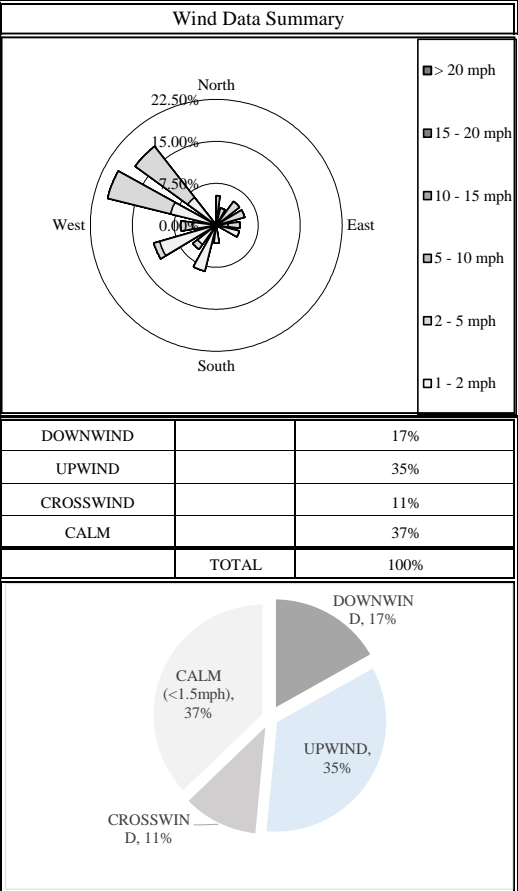 Wind Data Summary
North
22.50%
15.00%
7.50%
0.00%
West
East
South
> 20 mph
15 - 20 mph
10 - 15 mph
5 - 10 mph
2 - 5 mph
1 - 2 mph
DOWNWIND 17%
UPWIND 35%
CROSSWIND 11%
CALM 37%
TOTAL 100%
DOWNWIN
D, 17%
CALM
(<1.5mph),
37%
UPWIND,
35%
CROSSWIN
D, 11%